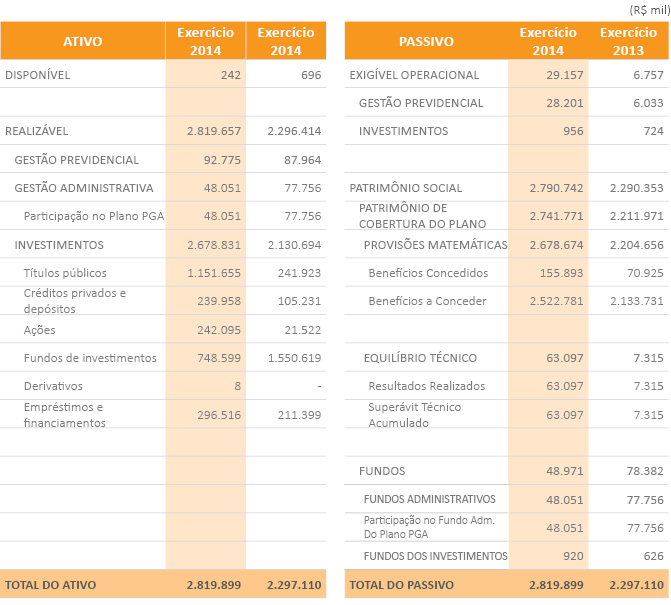 (R$ mil)
ATIVO Exercício 2014 Exercício 2014
DISPONÍVEL 242 696
REALIZÁVEL 2.819.657 2.296.414
GESTÃO PREVIDENCIAL 92.775 87.964
GESTÃO ADMINISTRATIVA 48.051 77.756
Participação no Plano PGA 48.051 77.756
INVESTIMENTOS 2.678.831 2.130.694
Títulos públicos 1.151.655 241.923
Créditos privados e
depósitos 239.958 105.231
Ações 242.095 21.522
Fundos de investimentos 748.599 1.550.619
Derivativos 8 -
Empréstimos e
financiamentos 296.516 211.399
TOTAL DO ATIVO 2.819.899 2.297.110
PASSIVO Exercício 2014 Exercício 2013
EXIGÍVEL OPERACIONAL 29.157 6.757
GESTÃO PREVIDENCIAL 28.201 6.033
INVESTIMENTOS 956 724
PATRIMÔNIO SOCIAL 2.790.742 2.290.353
PATRIMÔNIO DE
COBERTURA DO PLANO 2.741.771 2.211.971
PROVISÕES MATEMÁTICAS 2.678.674 2.204.656
Benefícios Concedidos 155.893 70.925
Benefícios a Conceder 2.522.781 2.133.731
EQUILÍBRIO TÉCNICO 63.097 7.315
Resultados Realizados 63.097 7.315
Superávit Técnico
Acumulado 63.097 7.315
FUNDOS 48.971 78.382
FUNDOS ADMINISTRATIVOS 48.051 77.756
Participação no Fundo Adm.
Do Plano PGA 48.051 77.756
FUNDOS DOS INVESTIMENTOS 920 626
TOTAL DO PASSIVO 2.819.899 2.297.110